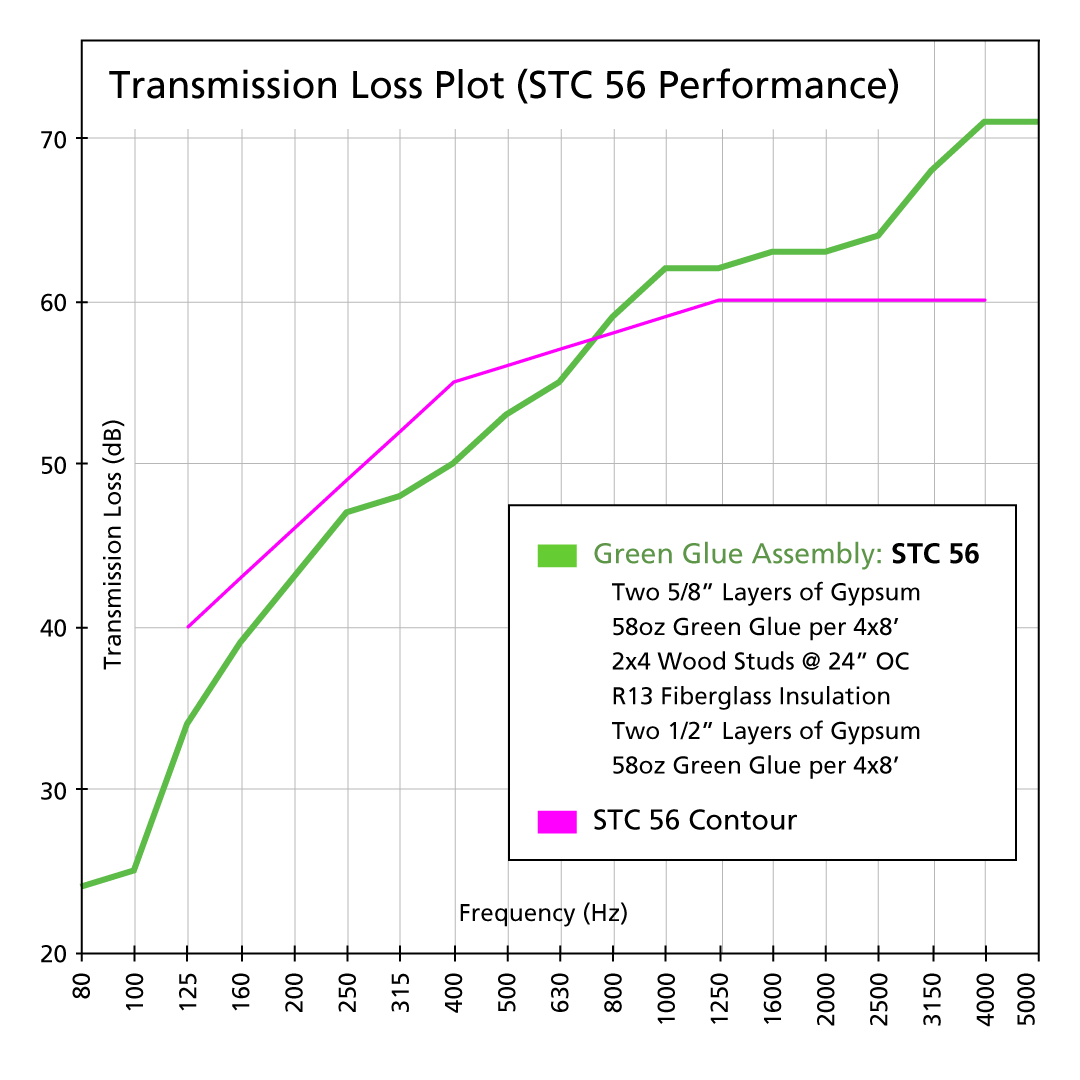 Transmission Loss Plot (STC 56 Performance)
70
60
50
40
30
20
Transmission Loss (dB)
Green Glue Assembly: STC 56
Two 5/8” Layers of Gypsum
58oz Green Glue per 4x8’
2x4 Wood Studs @ 24” OC
R13 Fiberglass Insulation
Two 1/2” Layers of Gypsum
58oz Green Glue per 4x8’
STC 56 Contour
Frequency (Hz)
80 100 125 160 200 250 315 400 500 630 800 1000 1250 1600 2000 2500 3150 4000 5000